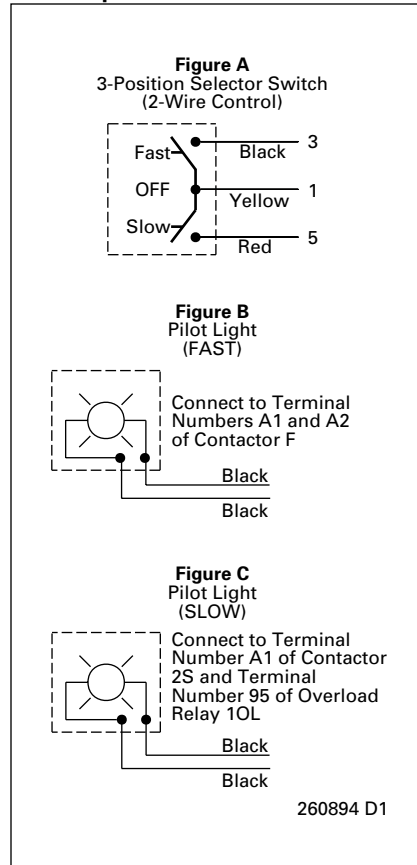 Figure A
3-Position Selector Switch
(2-Wire Control)
Fast
Black
3
OFF
Yellow
1
Slow
Red
5
Figure B
Pilot Light
(FAST)
Connect to Terminal
Numbers A1 and A2
of Contactor F
Black
Black
Figure C
Pilot Light
(SLOW)
Connect to Terminal
Number A1 of Contactor
2S and Terminal
Number 95 of Overload
Relay 1OL
Black
Black
260894 D1